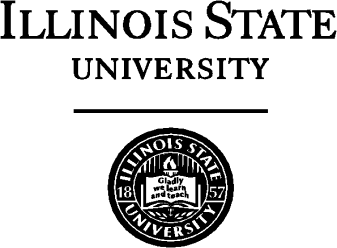 ILLINOIS STATE
UNIVERSITY
ILLINOIS STATE
Gladly
we learn
and teach
18 57
UNIVERSITY